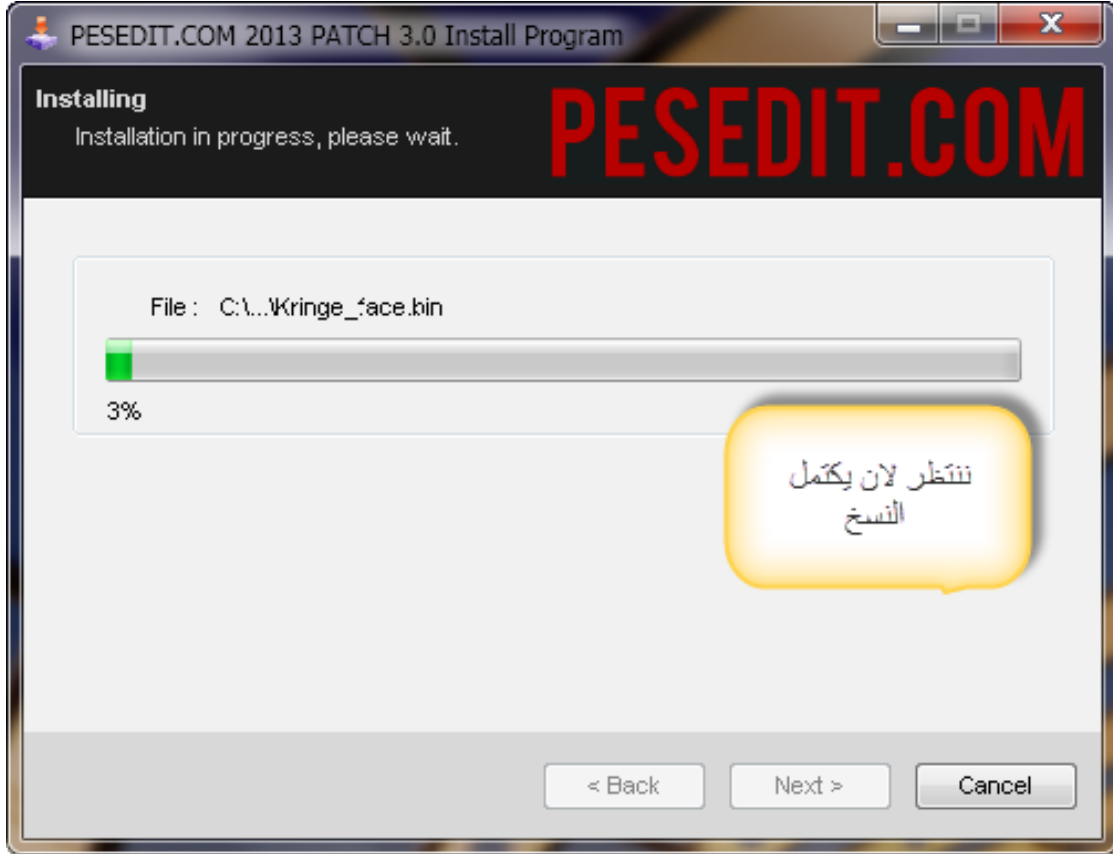 PESEDIT.COM 2013 PATCH 3.0 Install Program
Installing
Installation in progress, please wait.
PESEDIT.COM
File : C:\...\Kringe_face.bin
3%
ننتظر لان يكتمل
النسخ
< Back
Next >
Cancel